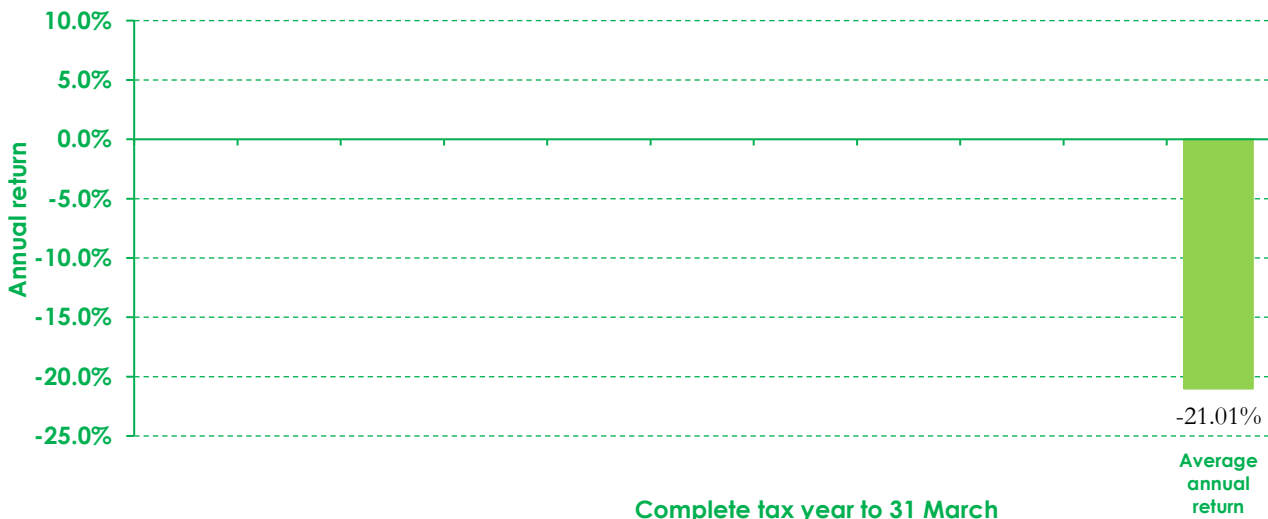 10.0%
5.0%
0.0%
-5.0%
-10.0%
-15.0%
-20.0%
-25.0%
Annual return
-21.01%
Average
annual
return
Complete tax year to 31 March